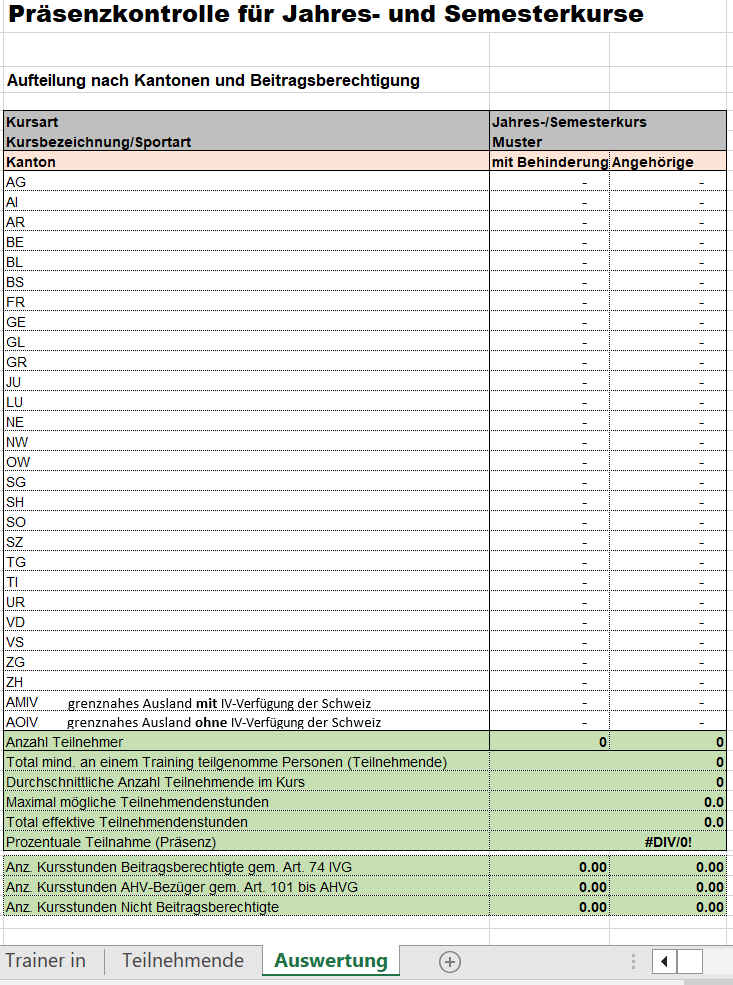 Präsenzkontrolle für Jahres- und Semesterkurse
Aufteilung nach Kantonen und Beitragsberechtigung
Kursart Jahres-/Semesterkurs
Kursbezeichnung/Sportart Muster
Kanton mit Behinderung Angehörige
AG - -
AI - -
AR - -
BE - -
BL - -
BS - -
FR - -
GE - -
GL - -
GR - -
JU - -
LU - -
NE - -
NW - -
OW - -
SG - -
SH - -
SO - -
SZ - -
TG - -
TI - -
UR - -
VD - -
VS - -
ZG - -
ZH - -
AMIV grenznahes Ausland mit IV-Verfügung der Schweiz - -
AOIV grenznahes Ausland ohne IV-Verfügung der Schweiz - -
Anzahl Teilnehmer 0 0
Total mind. an einem Training teilgenomme Personen (Teilnehmende) 0
Durchschnittliche Anzahl Teilnehmende im Kurs 0
Maximal mögliche Teilnehmendenstunden 0.0
Total effektive Teilnehmendenstunden 0.0
Prozentuale Teilnahme (Präsenz) #DIV/0!
Anz. Kursstunden Beitragsberechtigte gem. Art. 74 IVG 0.00 0.00
Anz. Kursstunden AHV-Bezüger gem. Art. 101 bis AHVG 0.00 0.00
Anz. Kursstunden Nicht Beitragsberechtigte 0.00 0.00
Trainer in Teilnehmende Auswertung